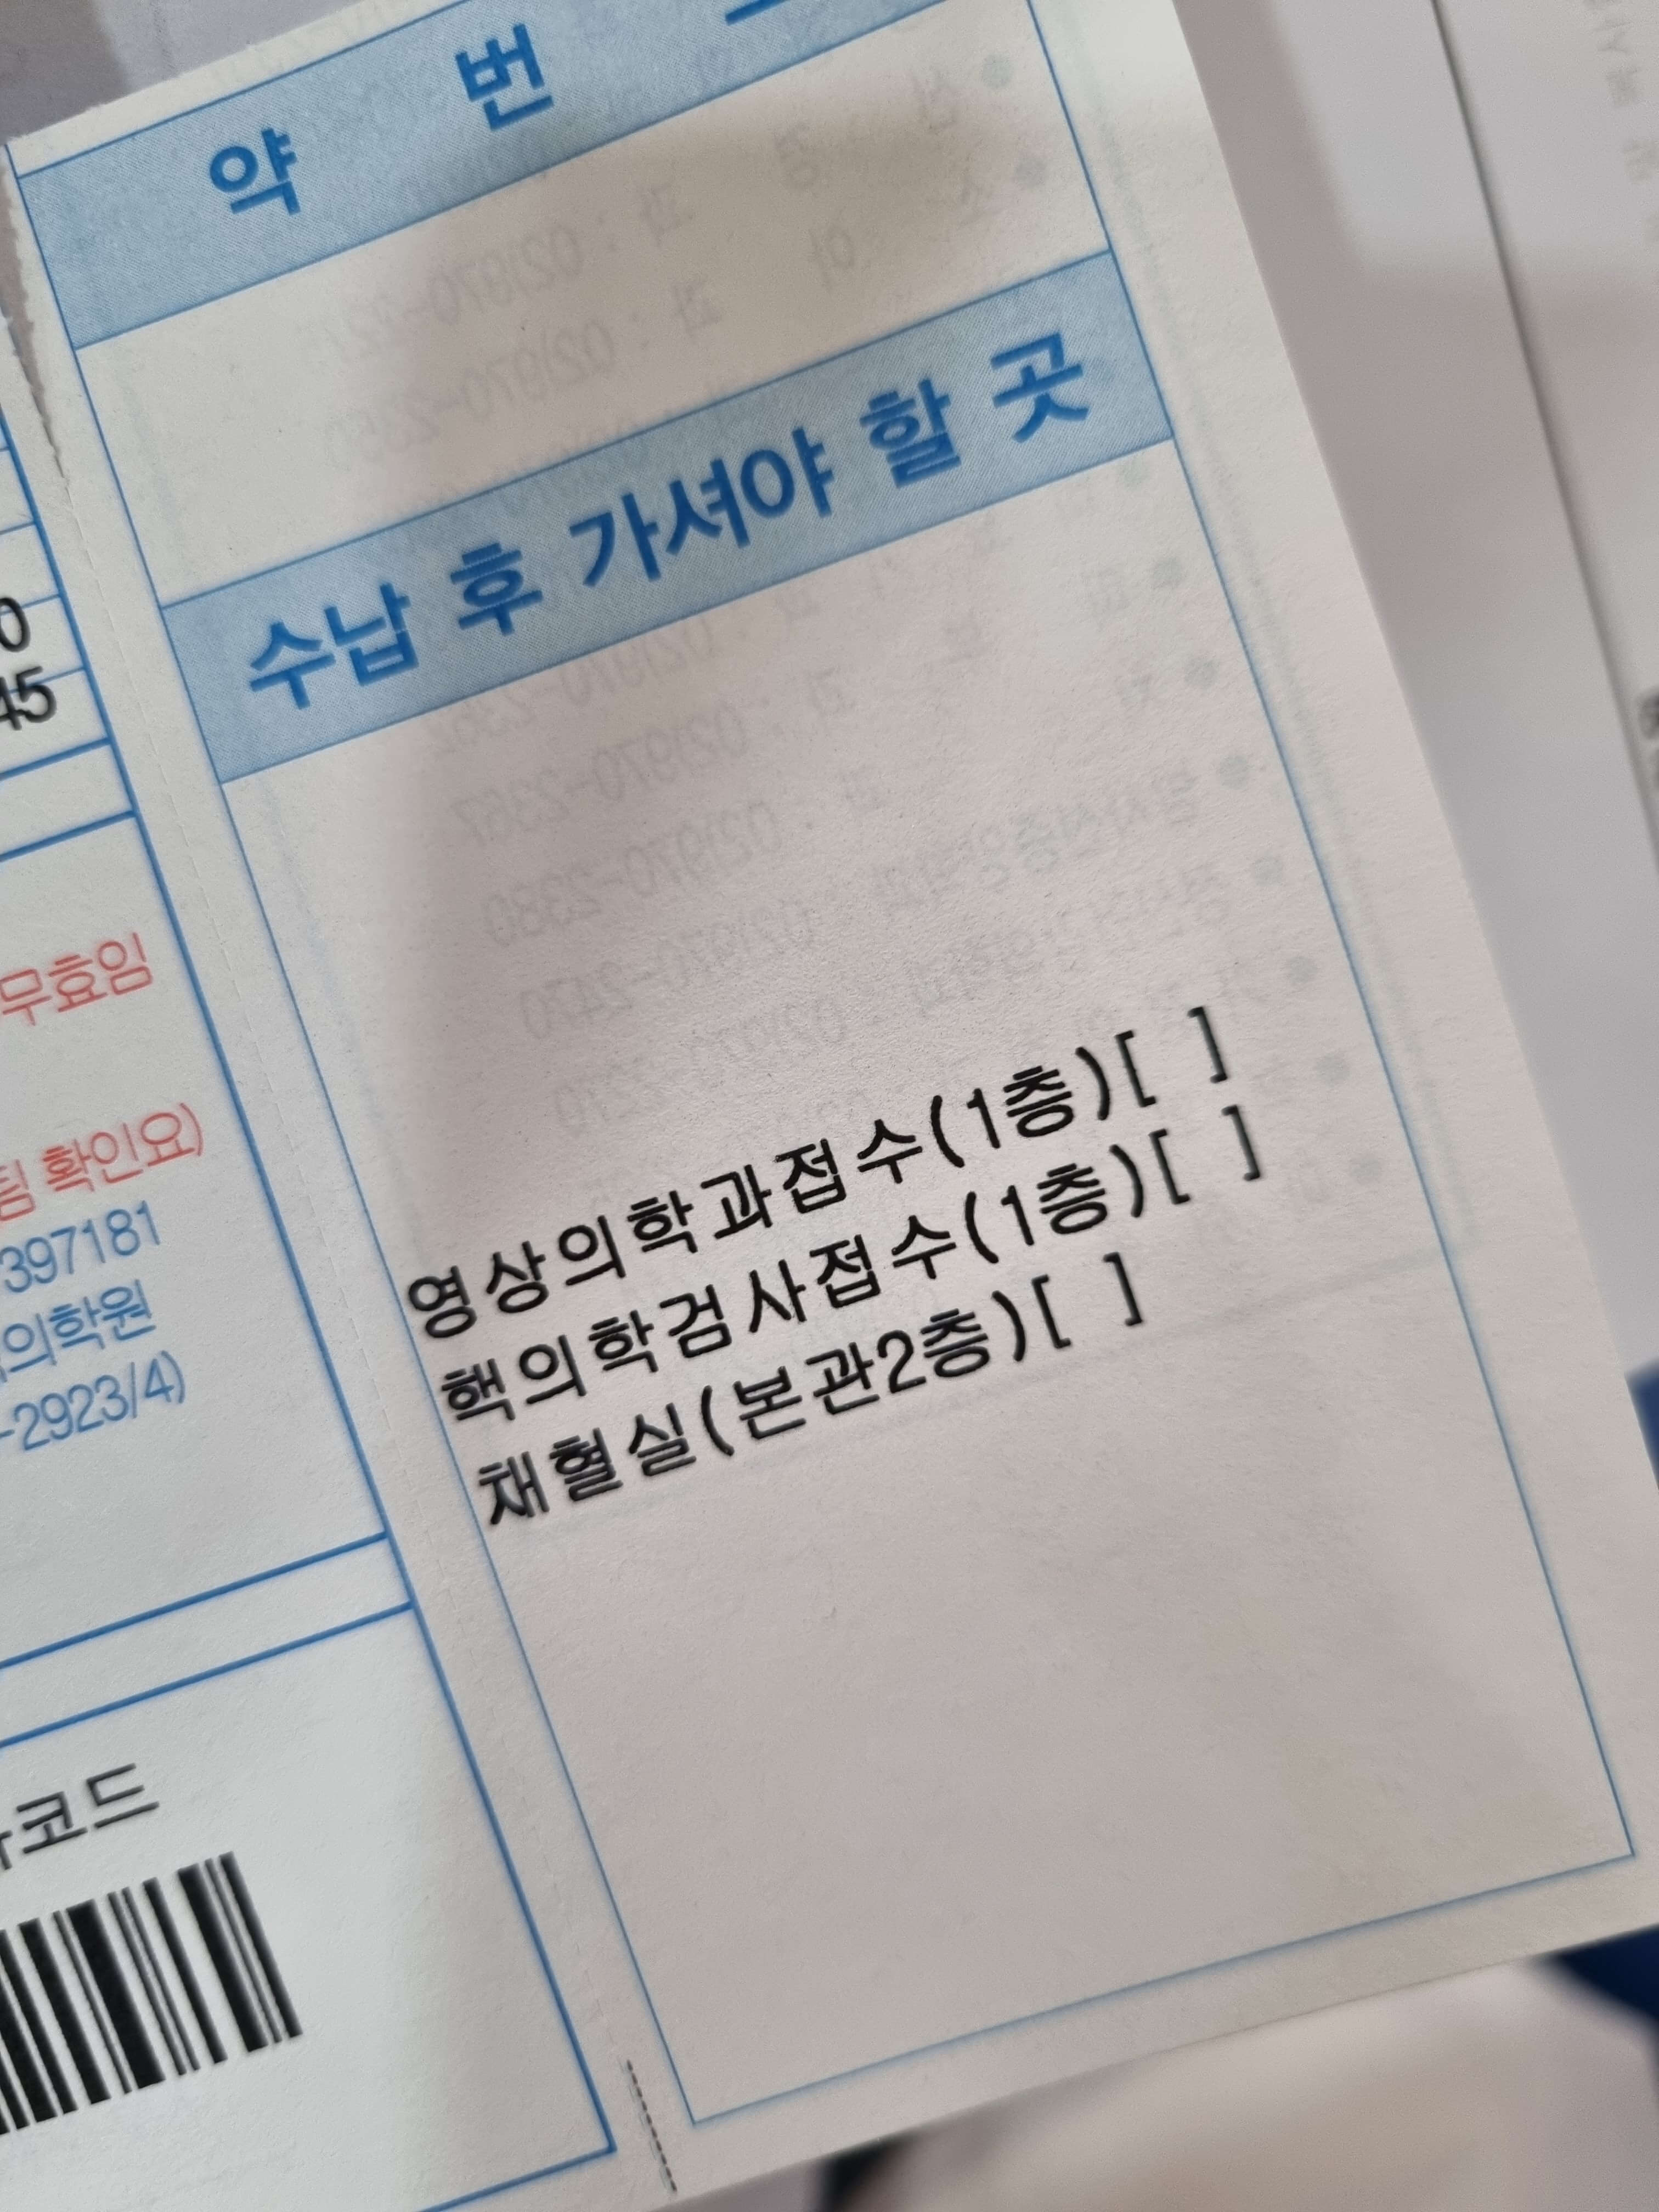 약 번
수납 후 가셔야 할 곳
0
45
무효임
확인요)
397181
의학원
-2923/4)
영상의학과접수(1층)[ ]
핵의학검사접수(1층)[ ]
채혈실(본관2층)[ ]
코드